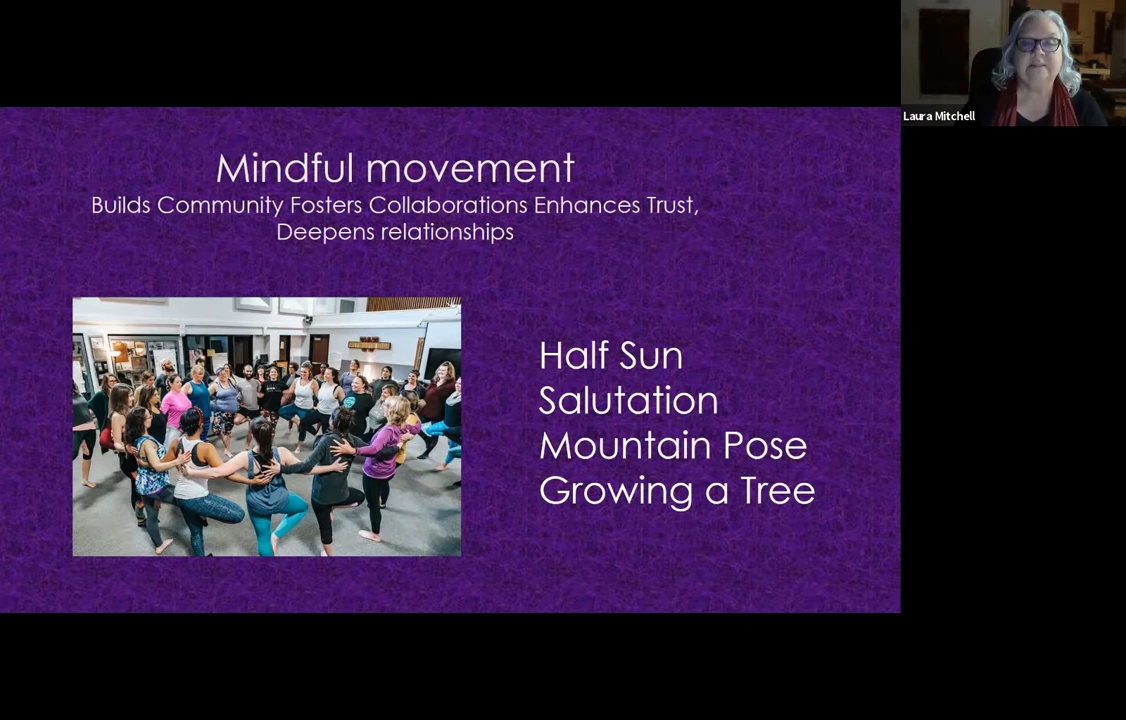 Mindful movement
Builds Community Fosters Collaborations Enhances Trust,
Deepens relationships
Half Sun
Salutation
Mountain Pose
Growing a Tree
Laura Mitchell